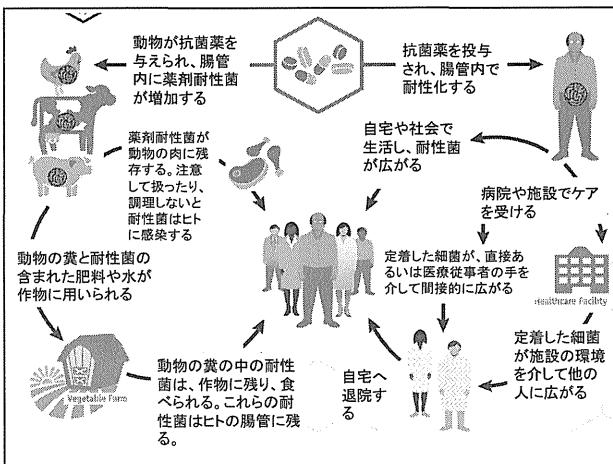 動物が抗菌薬を
与えられ、腸管
内に薬剤耐性菌
が増加する
抗菌薬を投与
され、腸管内で
耐性化する
薬剤耐性菌が
動物の肉に残
存する。注意
して扱ったり、
調理しないと
耐性菌はヒト
に感染する
自宅や社会で
生活し、耐性菌
が広がる
病院や施設でケア
を受ける
動物の糞と耐性菌の
含まれた肥料や水が
作物に用いられる
定着した細菌が、直接あ
るいは医療従事者の手を
介して間接的に広がる
Healthcare Facility
Vegetable Farm
動物の糞の中の耐性
菌は、作物に残り、食
べられる。これらの耐
性菌はヒトの腸管に残
る。
自宅へ
退院す
る
定着した細菌
が施設の環境
を介して他の
人に広がる